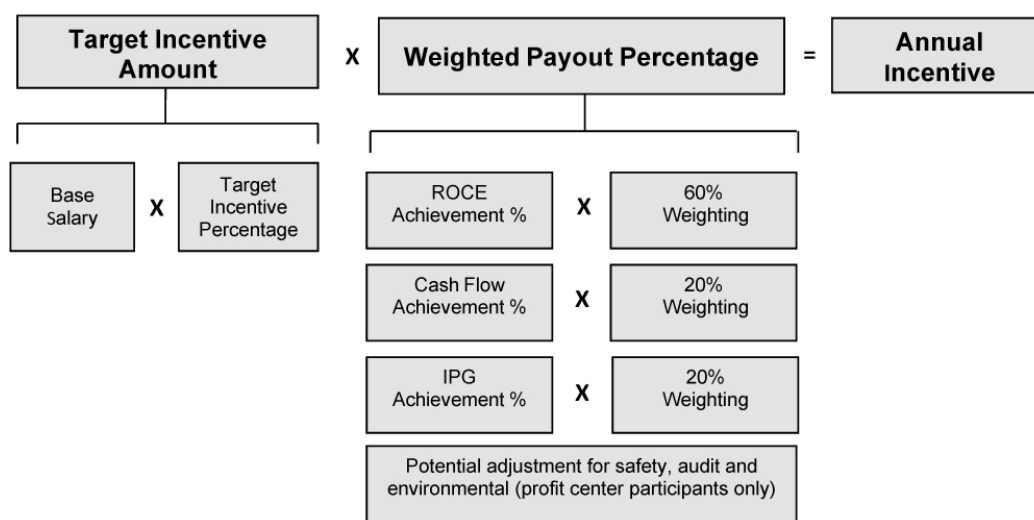 Target Incentive
Amount
X
Weighted Payout Percentage
=
Annual
Incentive
Base
Salary
X
Target
Incentive
Percentage
ROCE
Achievement %
X
60%
Weighting
Cash Flow
Achievement %
X
20%
Weighting
IPG
Achievement %
X
20%
Weighting
Potential adjustment for safety, audit and
environmental (profit center participants only)